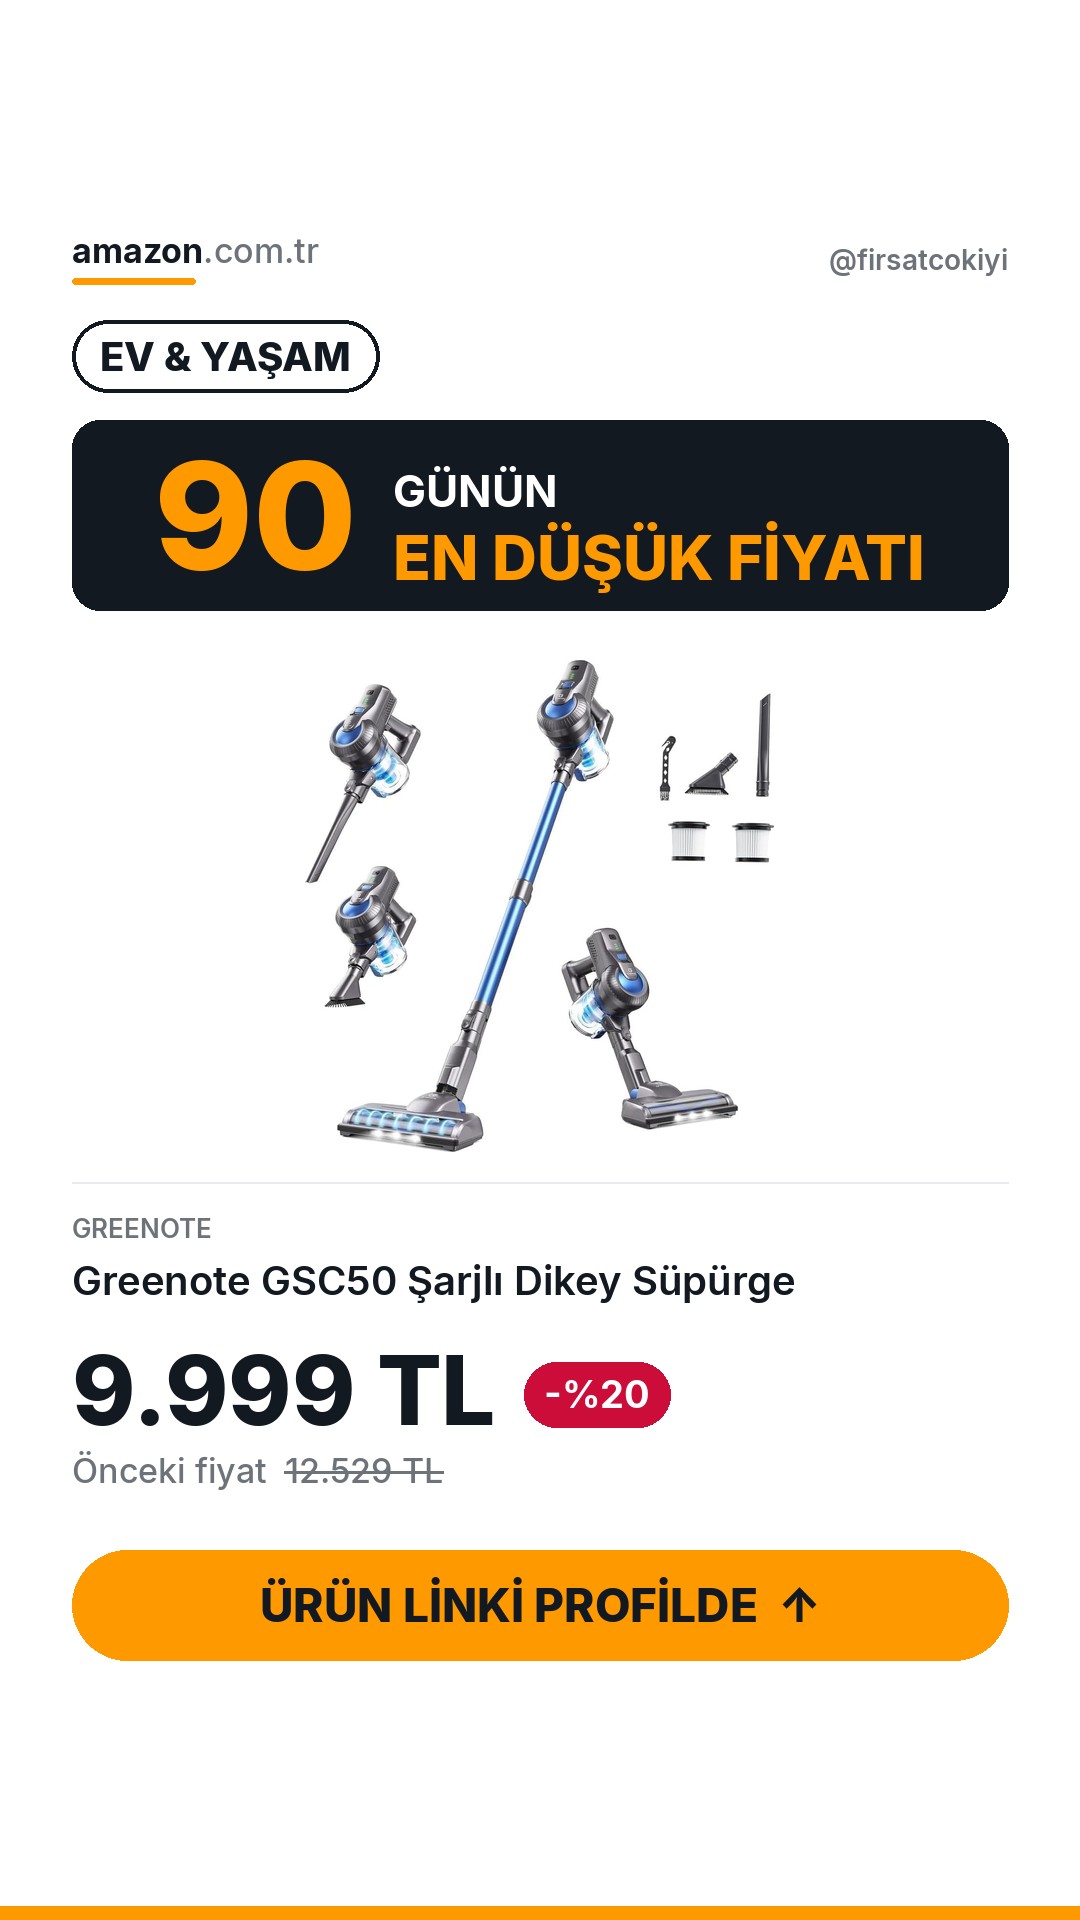 amazon.com.tr
@firsatcokiyi
EV & YAŞAM
90 GÜNÜN
EN DÜŞÜK FİYATI
GREENOTE
Greenote GSC50 Şarjlı Dikey Süpürge
9.999 TL -%20
Önceki fiyat 12.529 TL
ÜRÜN LİNKİ PROFİLDE ↑